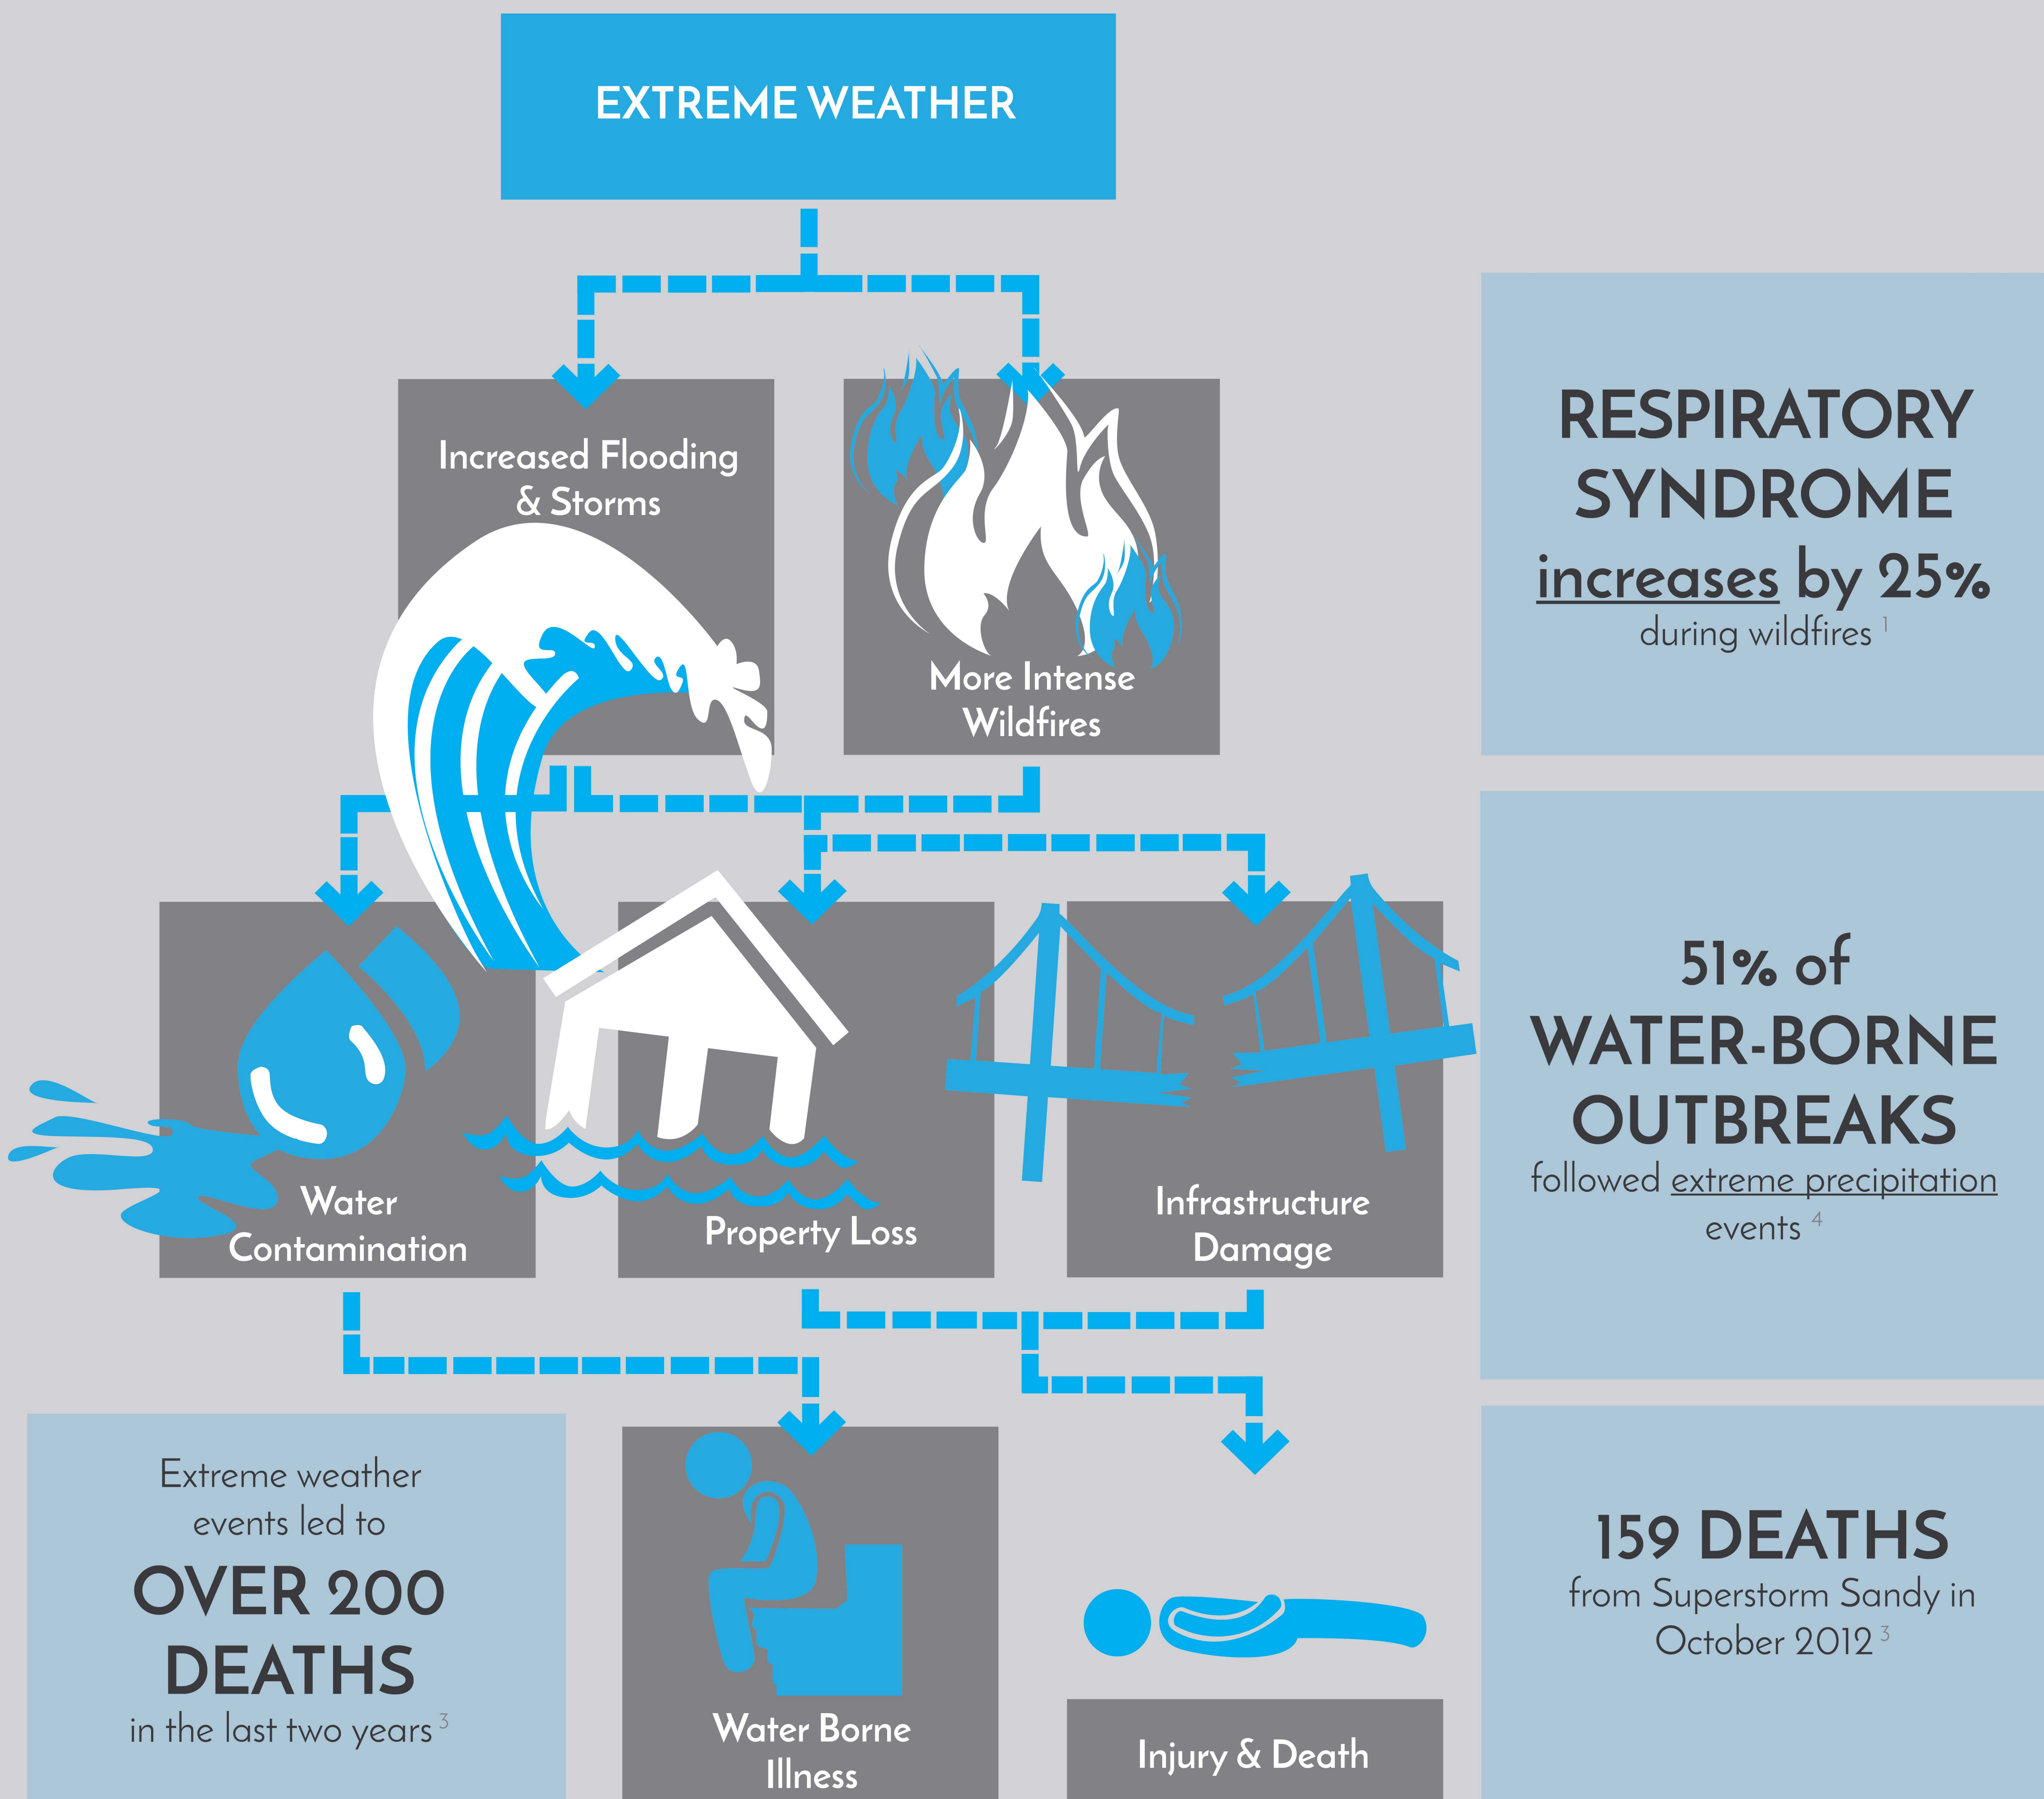 EXTREME WEATHER
Increased Flooding
& Storms
More Intense
Wildfires
RESPIRATORY
SYNDROME
increases by 25%
during wildfires 1
Water
Contamination
Property Loss
Infrastructure
Damage
51% of
WATER-BORNE
OUTBREAKS
followed extreme precipitation
events 4
Extreme weather
events led to
OVER 200
DEATHS
in the last two years 3
Water Borne
Illness
Injury & Death
159 DEATHS
from Superstorm Sandy in
October 2012 3